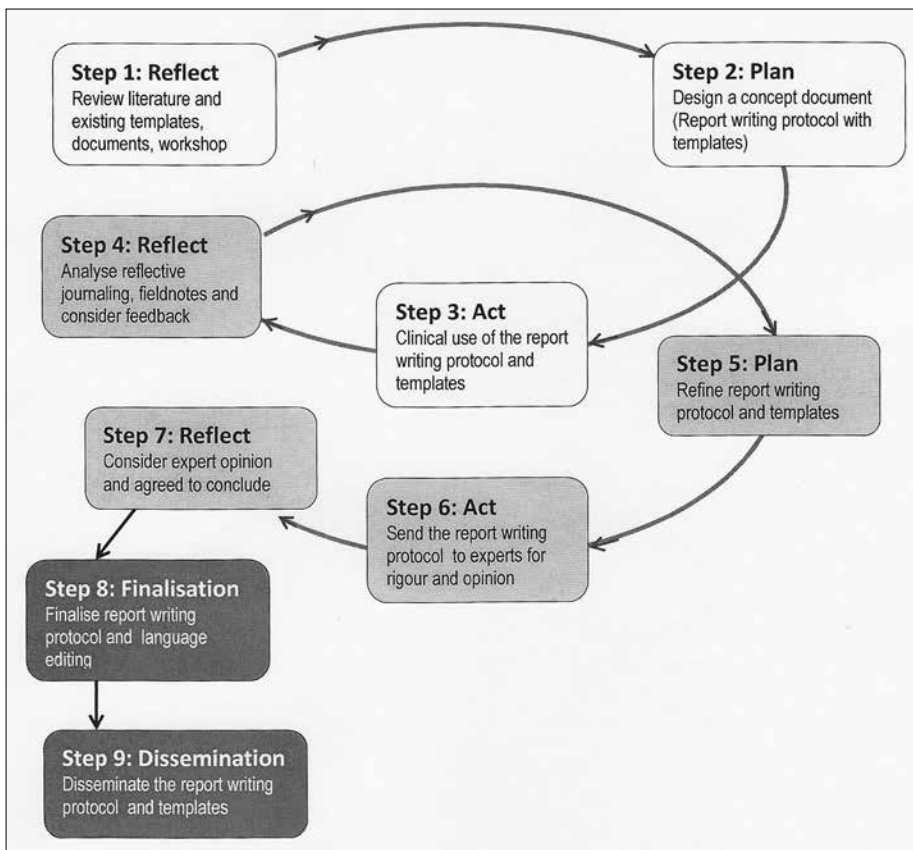 Step 1: Reflect
Review literature and
existing templates,
documents, workshop
Step 2: Plan
Design a concept document
(Report writing protocol with
templates)
Step 3: Act
Clinical use of the report
writing protocol and
templates
Step 4: Reflect
Analyse reflective
journaling, fieldnotes and
consider feedback
Step 5: Plan
Refine report writing
protocol and templates
Step 6: Act
Send the report writing
protocol to experts for
rigour and opinion
Step 7: Reflect
Consider expert opinion
and agreed to conclude
Step 8: Finalisation
Finalise report writing
protocol and language
editing
Step 9: Dissemination
Disseminate the report writing
protocol and templates